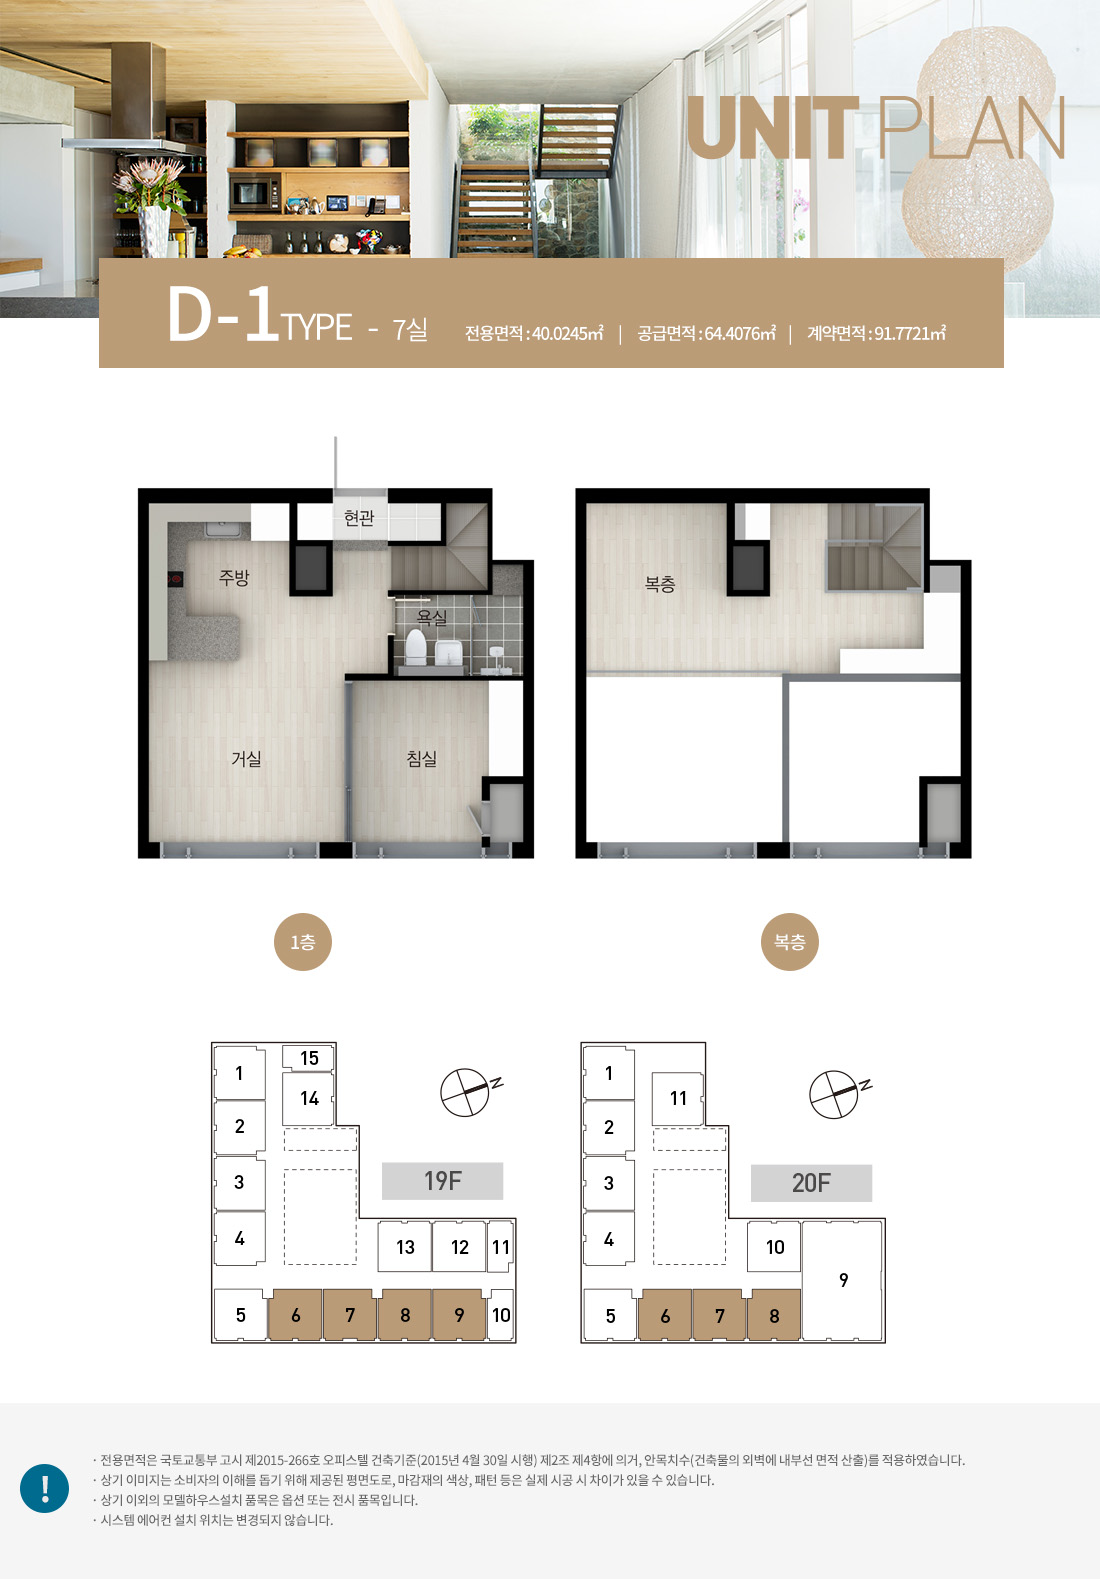 UNIT PLAN
D-1 TYPE - 7실 전용면적 : 40.0245㎡ | 공급면적 : 64.4076㎡ | 계약면적 : 91.7721㎡
현관
주방
욕실
거실
침실
복층
1층
복층
1
2
3
4
5
6
7
8
9
10
11
12
13
14
15
N
19F
1
2
3
4
5
6
7
8
9
10
11
N
20F
!
· 전용면적은 국토교통부 고시 제2015-266호 오피스텔 건축기준(2015년 4월 30일 시행) 제2조 제4항에 의거, 안목치수(건축물의 외벽에 내부선 면적 산출)를 적용하였습니다.
· 상기 이미지는 소비자의 이해를 돕기 위해 제공된 평면도로, 마감재의 색상, 패턴 등은 실제 시공 시 차이가 있을 수 있습니다.
· 상기 이외의 모델하우스설치 품목은 옵션 또는 전시 품목입니다.
· 시스템 에어컨 설치 위치는 변경되지 않습니다.